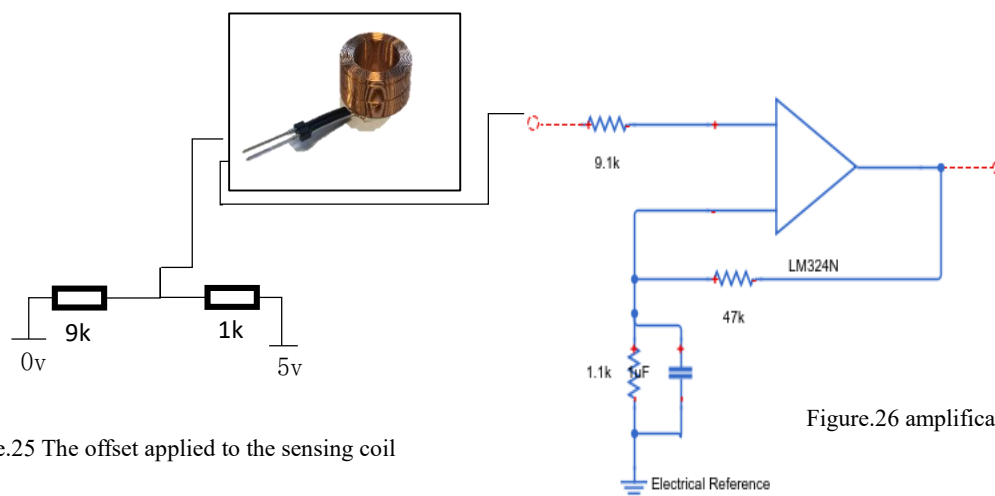 9.1k
LM324N
47k
9k
1k
0v
5v
1.1k
1uF
Figure.26 amplifica
e.25 The offset applied to the sensing coil
Electrical Reference